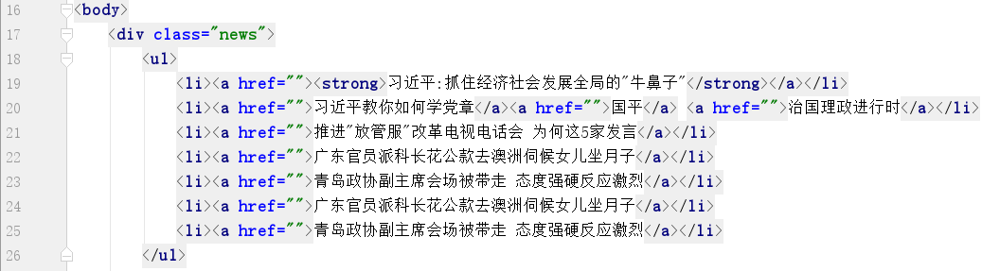 16 <body>
17 <div class="news">
18 <ul>
19 <li><a href=""><strong>习近平:抓住经济社会发展全局的"牛鼻子"</strong></a></li>
20 <li><a href="">习近平教你如何学党章</a><a href="">国平</a> <a href="">治国理政进行时</a></li>
21 <li><a href="">推进"放管服"改革电视电话会 为何这5家发言</a></li>
22 <li><a href="">广东官员派科长花公款去澳洲伺候女儿坐月子</a></li>
23 <li><a href="">青岛政协副主席会场被带走 态度强硬反应激烈</a></li>
24 <li><a href="">广东官员派科长花公款去澳洲伺候女儿坐月子</a></li>
25 <li><a href="">青岛政协副主席会场被带走 态度强硬反应激烈</a></li>
26 </ul>